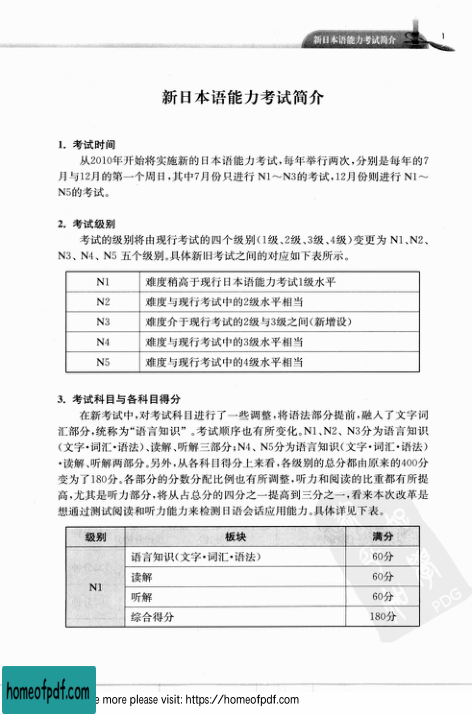 新日本语能力考试简介
1
新日本语能力考试简介
1. 考试时间
从2010年开始将实施新的日本语能力考试,每年举行两次,分别是每年的7
月与12月的第一个周日,其中7月份只进行 N1～N3的考试,12月份则进行 N1～
N5的考试。
2. 考试级别
考试的级别将由现行考试的四个级别(1级、2级、3级、4级)变更为 N1、N2、
N3、N4、N5 五个级别。具体新旧考试之间的对应如下表所示。
N1 难度稍高于现行日本语能力考试1级水平
N2 难度与现行考试中的2级水平相当
N3 难度介于现行考试的2级与3级之间(新增设)
N4 难度与现行考试中的3级水平相当
N5 难度与现行考试中的4级水平相当
3. 考试科目与各科目得分
在新考试中,对考试科目进行了一些调整,将语法部分提前,融入了文字词
汇部分,统称为“语言知识”。考试顺序也有所变化。N1、N2、N3分为语言知识
(文字·词汇·语法)、读解、听解三部分;N4、N5分为语言知识(文字·词汇·语法)
·读解、听解两部分。另外,从各科目得分上来看,各级别的总分都由原来的400分
变为了180分。各部分的分数分配比例也有所调整,听力和阅读的比重都有所提
高,尤其是听力部分,将从占总分的四分之一提高到三分之一,看来本次改革是
想通过测试阅读和听力能力来检测日语会话应用能力。具体详见下表。
级别 板块 满分
N1
语言知识(文字·词汇·语法) 60分
读解 60分
听解 60分
综合得分 180分
PDG
homeofpdf.com
e more please visit: https://homeofpdf.com